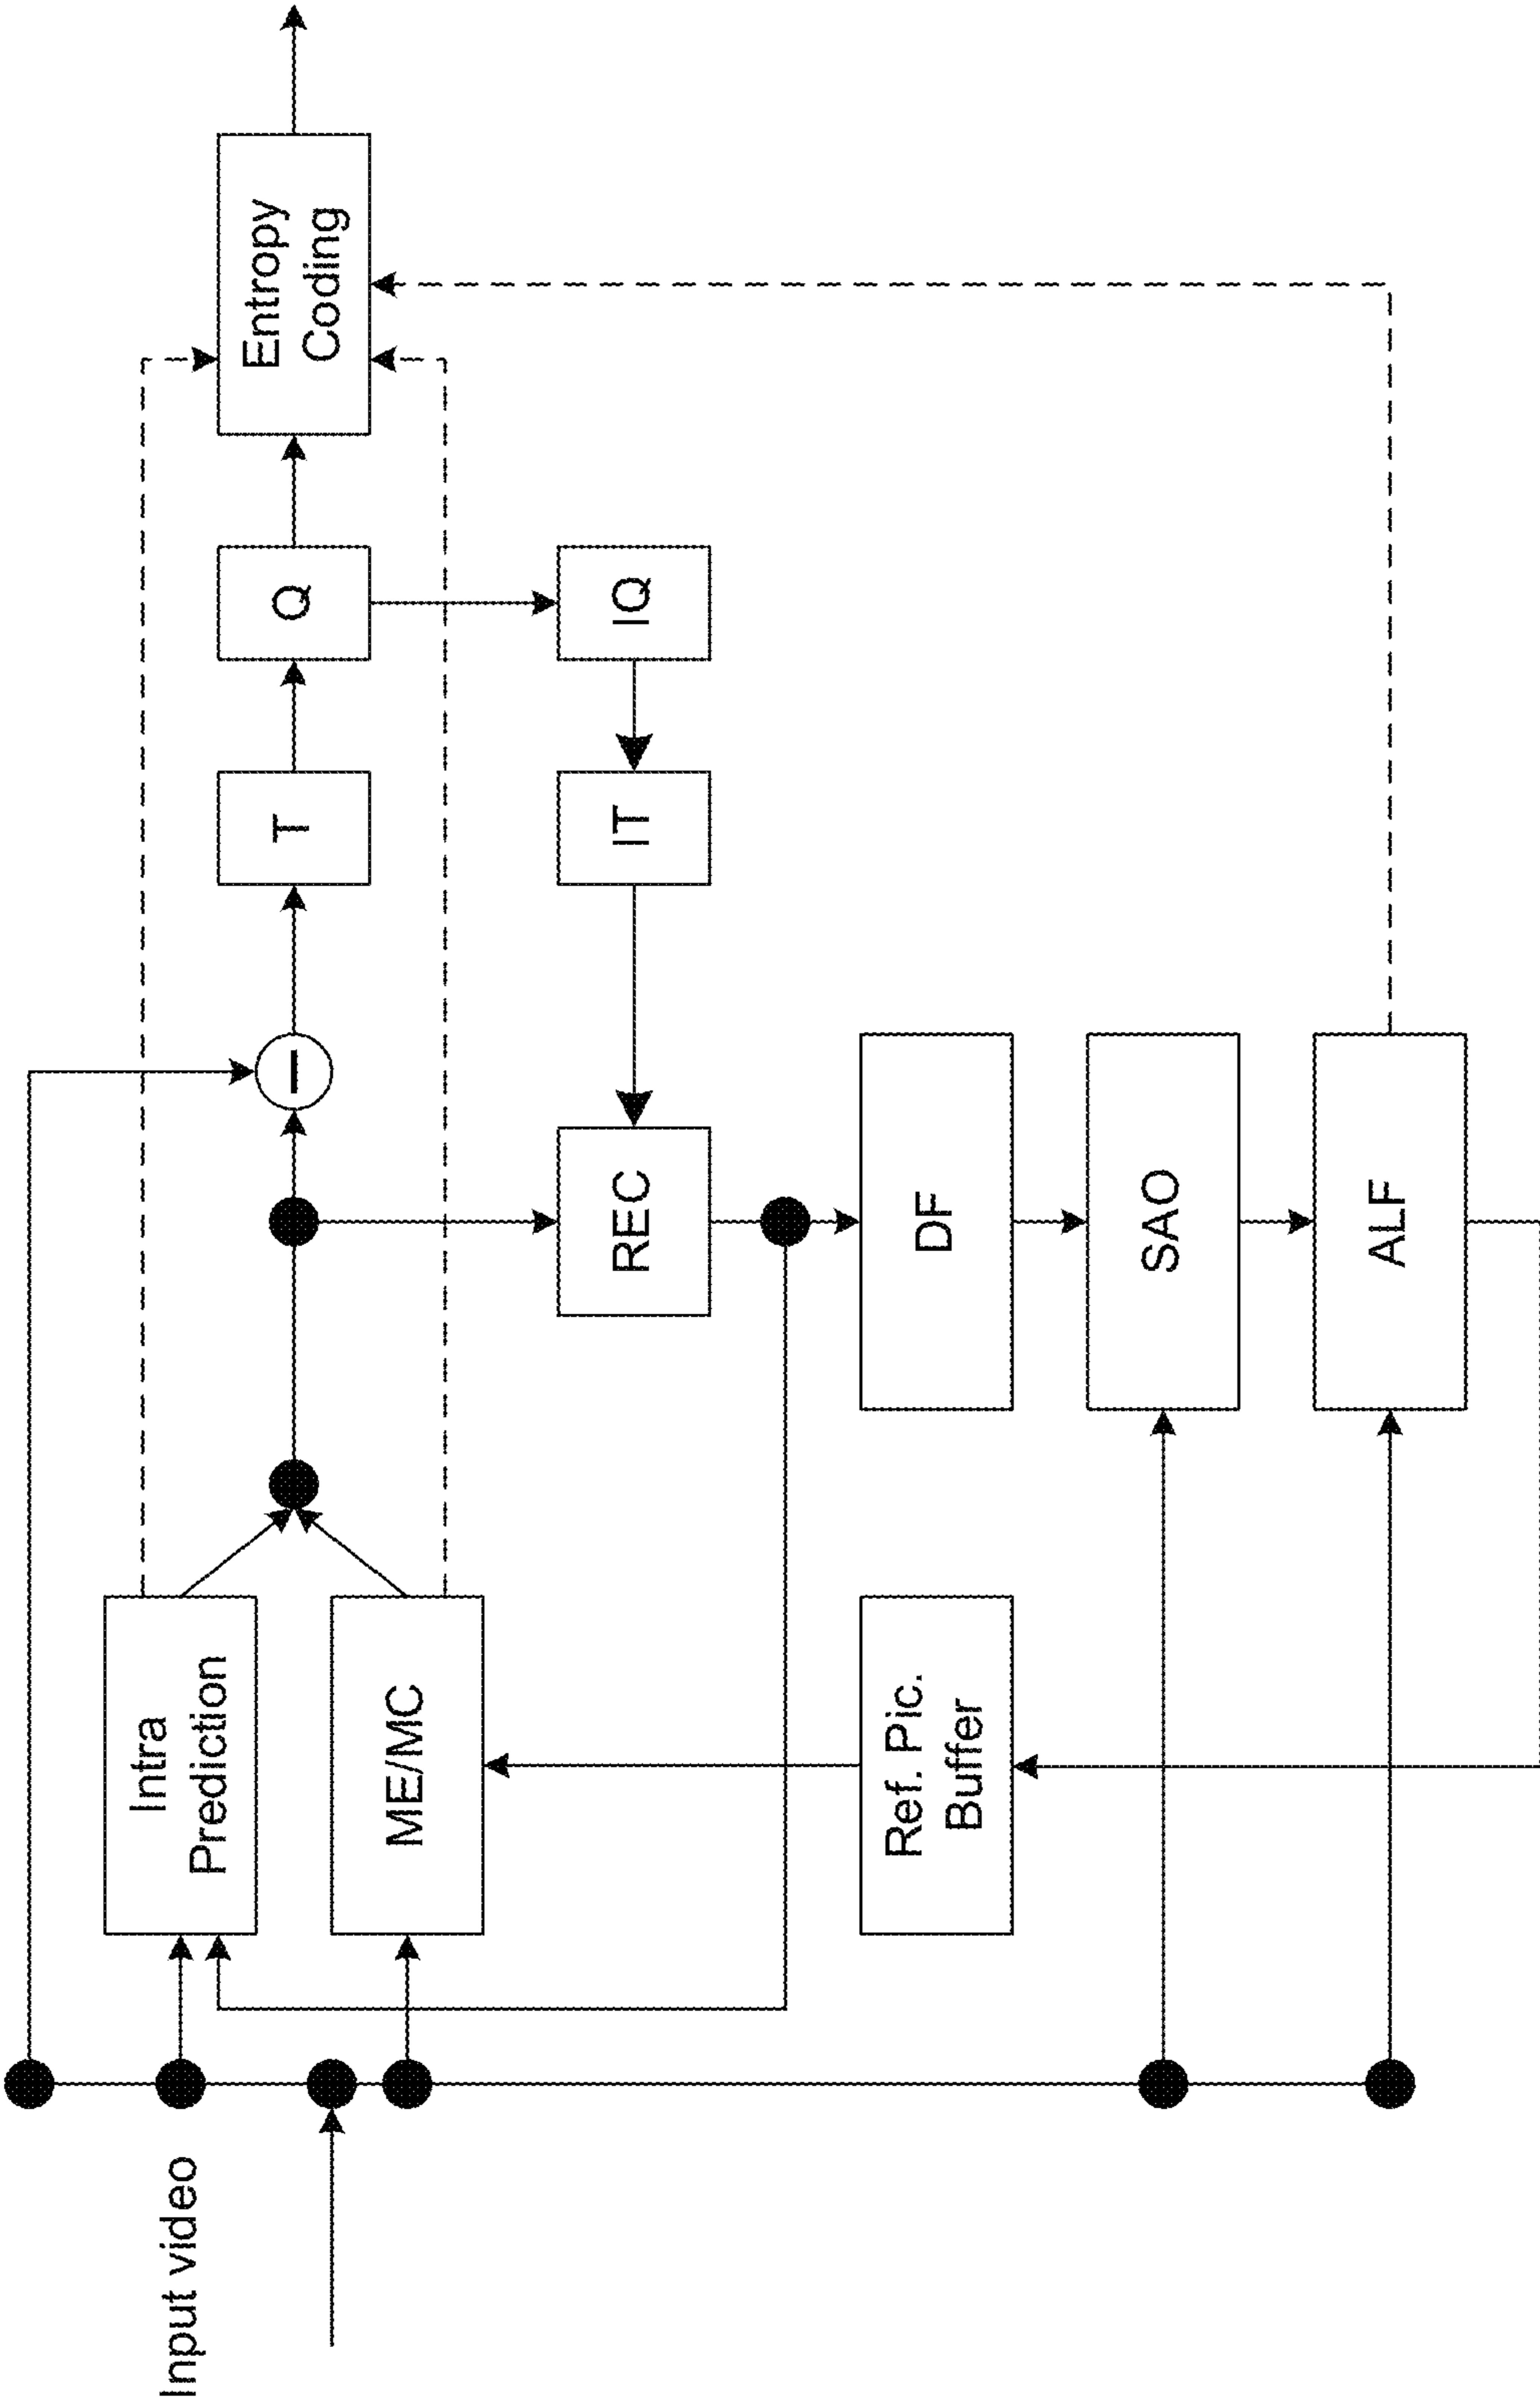 Input video
Intra
Prediction
ME/MC
Ref. Pic.
Buffer
T
Q
Entropy
Coding
REC
IT
IQ
DF
SAO
ALF